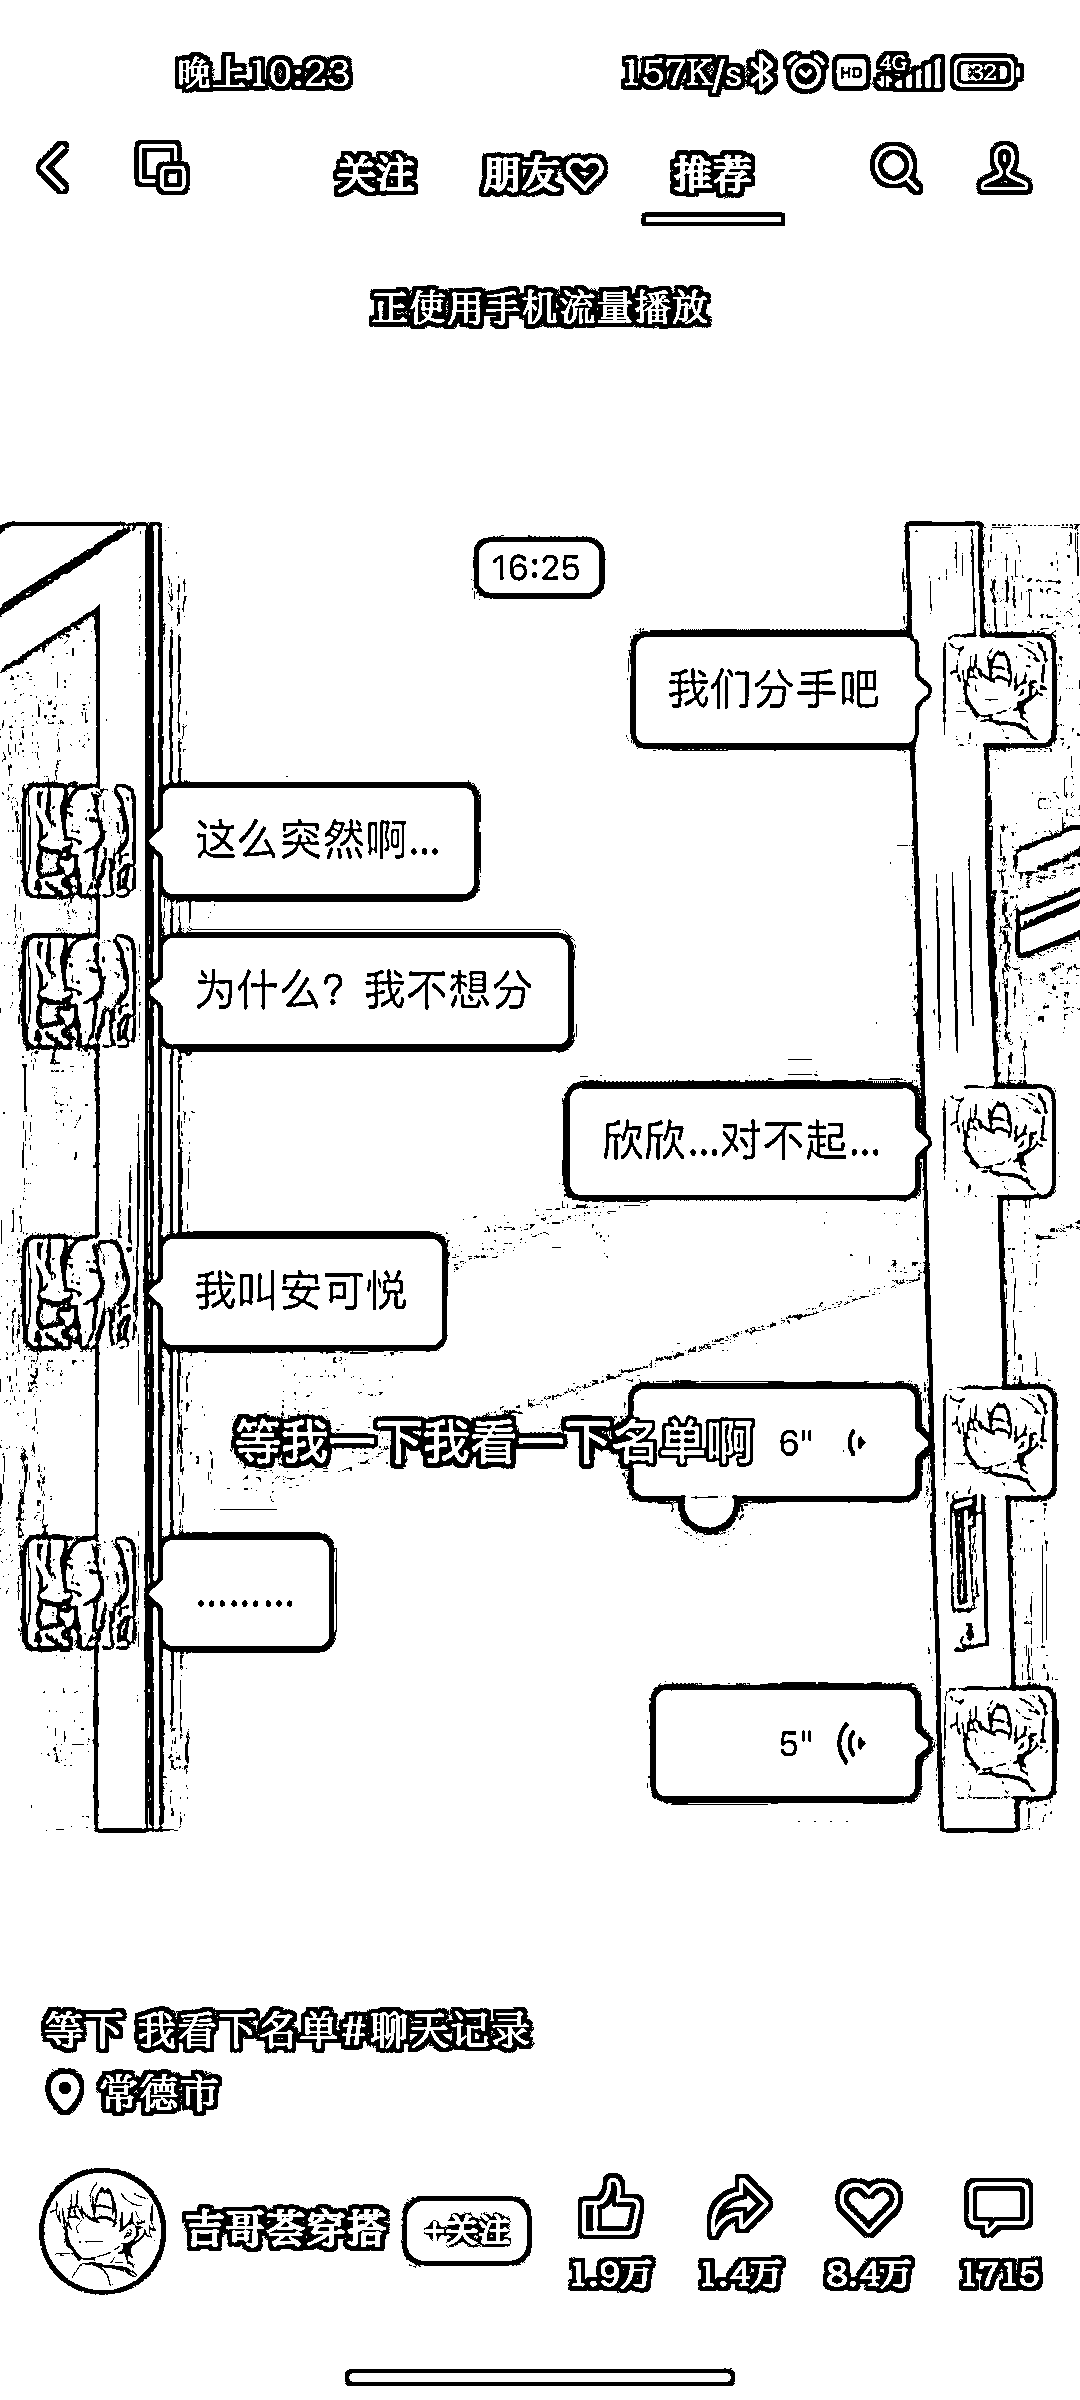 晚上10:23 157K/s HD 4G 32
关注 朋友 推荐
正使用手机流量播放
16:25
我们分手吧
这么突然啊...
为什么？我不想分
欣欣...对不起...
我叫安可悦
等我一下我看一下名单啊 6"
.........
5"
等下 我看下名单#聊天记录
常德市
吉哥荟穿搭 +关注
1.9万 1.4万 8.4万 1715